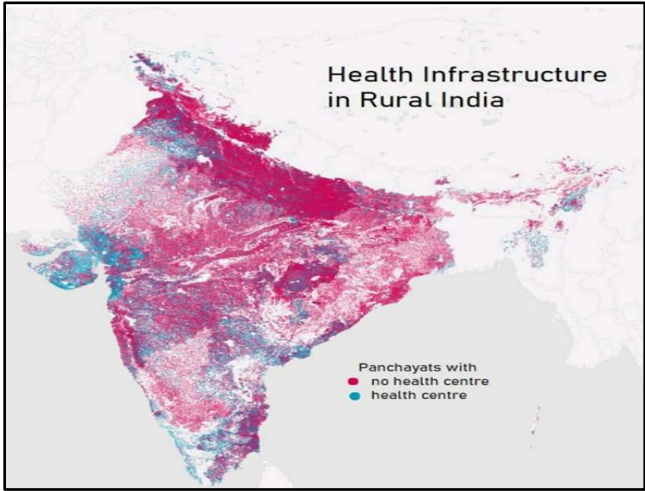 Health Infrastructure
in Rural India
Panchayats with
no health centre
health centre